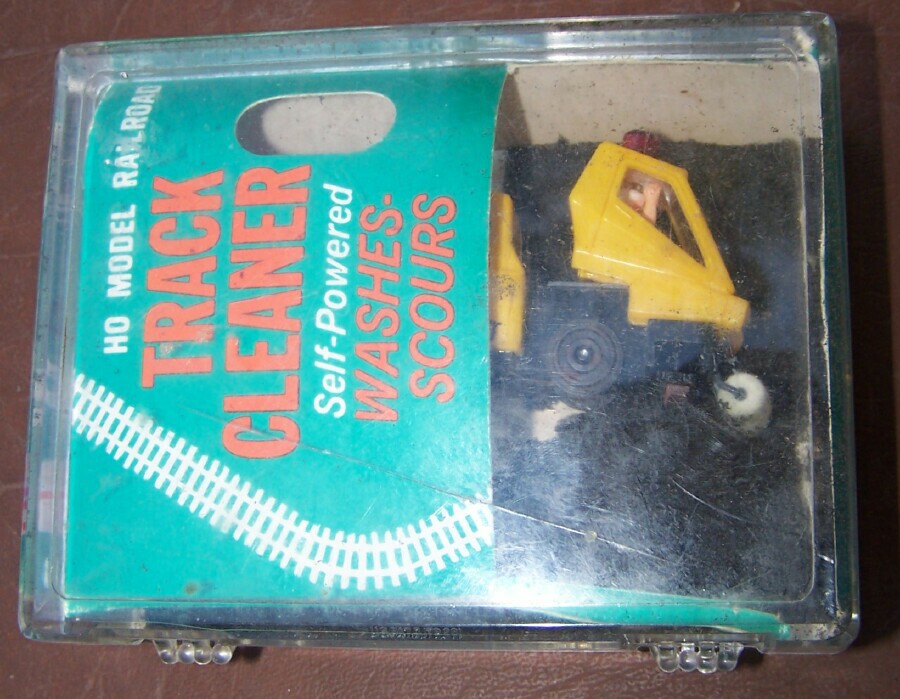 HO MODEL RAILROAD
TRACK
CLEANER
Self-Powered
WASHES-
SCOURS